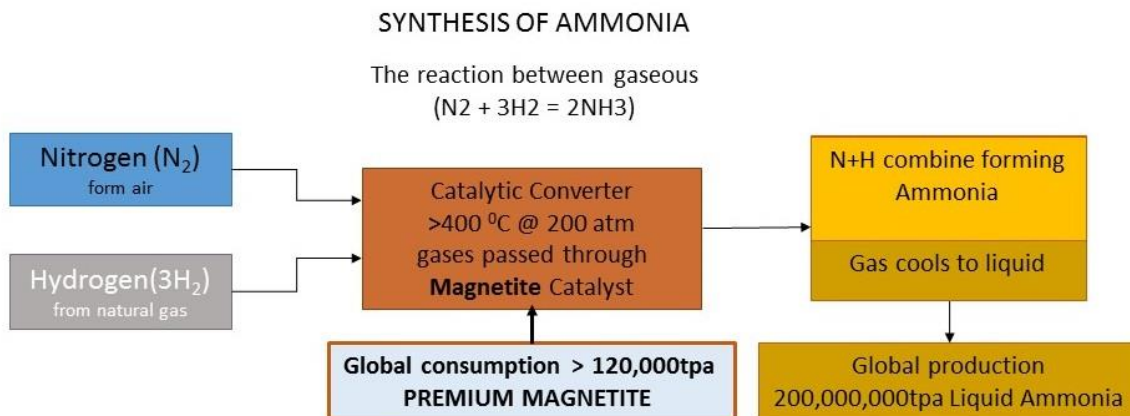 SYNTHESIS OF AMMONIA
The reaction between gaseous
(N2 + 3H2 = 2NH3)
Nitrogen (N₂)
form air
Hydrogen(3H₂)
from natural gas
Catalytic Converter
>400 ⁰C @ 200 atm
gases passed through
Magnetite Catalyst
Global consumption > 120,000tpa
PREMIUM MAGNETITE
N+H combine forming
Ammonia
Gas cools to liquid
Global production
200,000,000tpa Liquid Ammonia